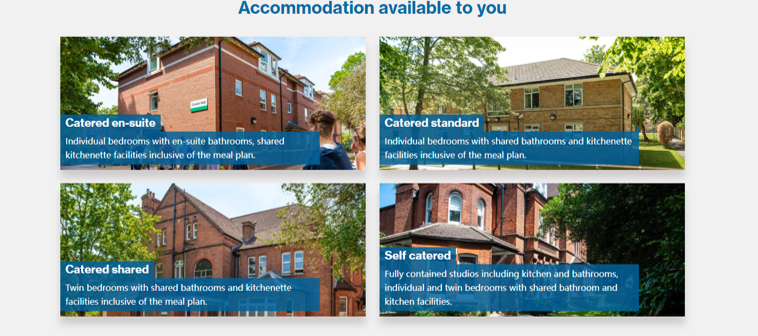 Accommodation available to you
Catered en-suite
Individual bedrooms with en-suite bathrooms, shared
kitchenette facilities inclusive of the meal plan.
Catered standard
Individual bedrooms with shared bathrooms and kitchenette
facilities inclusive of the meal plan.
Catered shared
Twin bedrooms with shared bathrooms and kitchenette
facilities inclusive of the meal plan.
Self catered
Fully contained studios including kitchen and bathrooms,
individual and twin bedrooms with shared bathroom and
kitchen facilities.